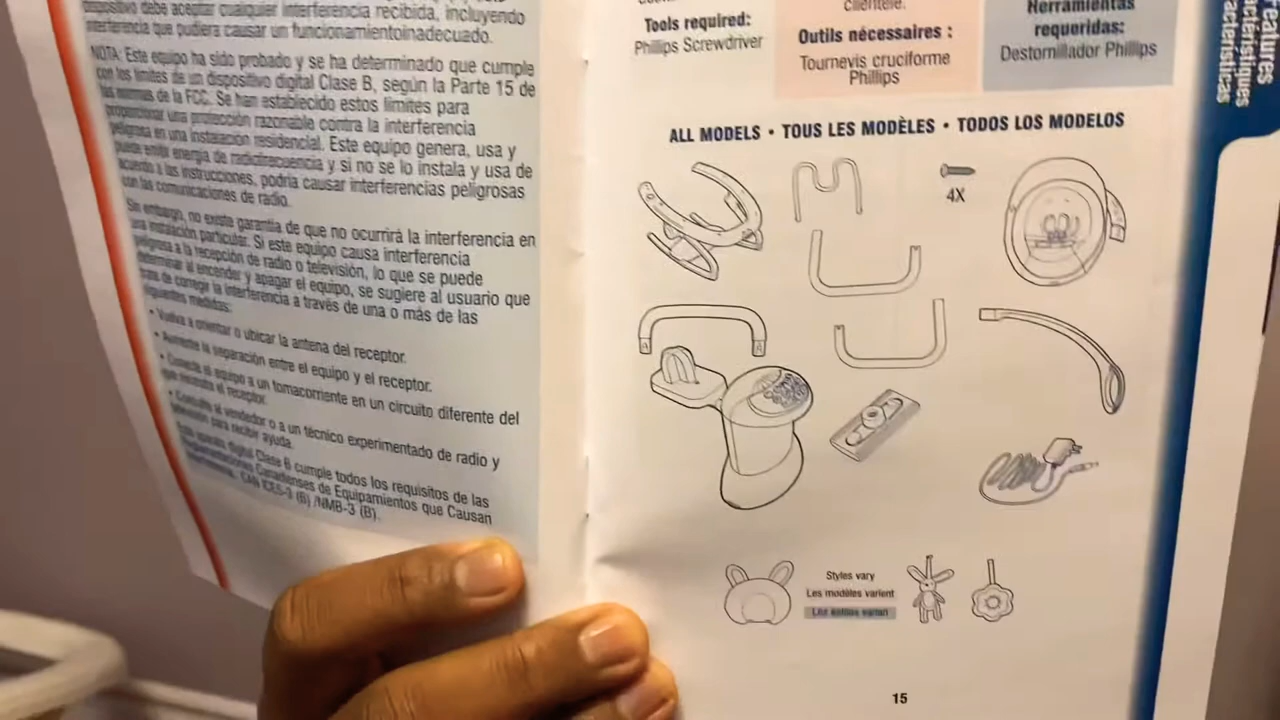 dispositivo debe aceptar cualquier interferencia recibida, incluyendo
interferencia que pudiera causar un funcionamientoinadecuado.
NOTA: Este equipo ha sido probado y se ha determinado que cumple
con los límites de un dispositivo digital Clase B, según la Parte 15 de
las normas de la FCC. Se han establecido estos límites para
proporcionar una protección razonable contra la interferencia
peligrosa en una instalación residencial. Este equipo genera, usa y
puede emitir energía de radiofrecuencia y si no se lo instala y usa de
acuerdo a las instrucciones, podría causar interferencias peligrosas
con las comunicaciones de radio.
Sin embargo, no existe garantía de que no ocurrirá la interferencia en
una instalación particular. Si este equipo causa interferencia
peligrosa a la recepción de radio o televisión, lo que se puede
determinar al encender y apagar el equipo, se sugiere al usuario que
trate de corregir la interferencia a través de una o más de las
siguientes medidas:
• Vuelva a orientar o ubicar la antena del receptor.
• Aumente la separación entre el equipo y el receptor.
• Conecte el equipo a un tomacorriente en un circuito diferente del
que necesita el receptor.
• Consulte al vendedor o a un técnico experimentado de radio y
televisión para recibir ayuda.
Este aparato digital Clase B cumple todos los requisitos de las
Reglamentaciones Canadienses de Equipamientos que Causan
CAN ICES-3 (B) /NMB-3 (B).
Tools required:
Phillips Screwdriver
clientèle.
Outils nécessaires :
Tournevis cruciforme
Phillips
Herramientas
requeridas:
Destornillador Phillips
ALL MODELS • TOUS LES MODÈLES • TODOS LOS MODELOS
4X
Styles vary
Les modèles varient
Los estilos varían
15